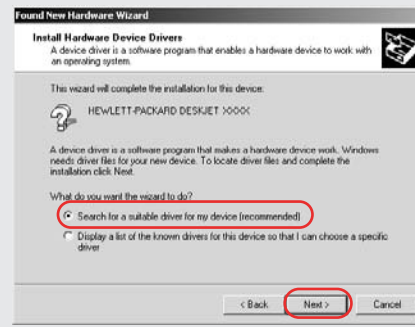 Found New Hardware Wizard
Install Hardware Device Drivers
A device driver is a software program that enables a hardware device to work with
an operating system.
This wizard will complete the installation for this device:
HEWLETT-PACKARD DESKJET XXXX
A device driver is a software program that makes a hardware device work. Windows
needs driver files for your new device. To locate driver files and complete the
installation click Next.
What do you want the wizard to do?
Search for a suitable driver for my device (recommended)
Display a list of the known drivers for this device so that I can choose a specific
driver
< Back
Next >
Cancel